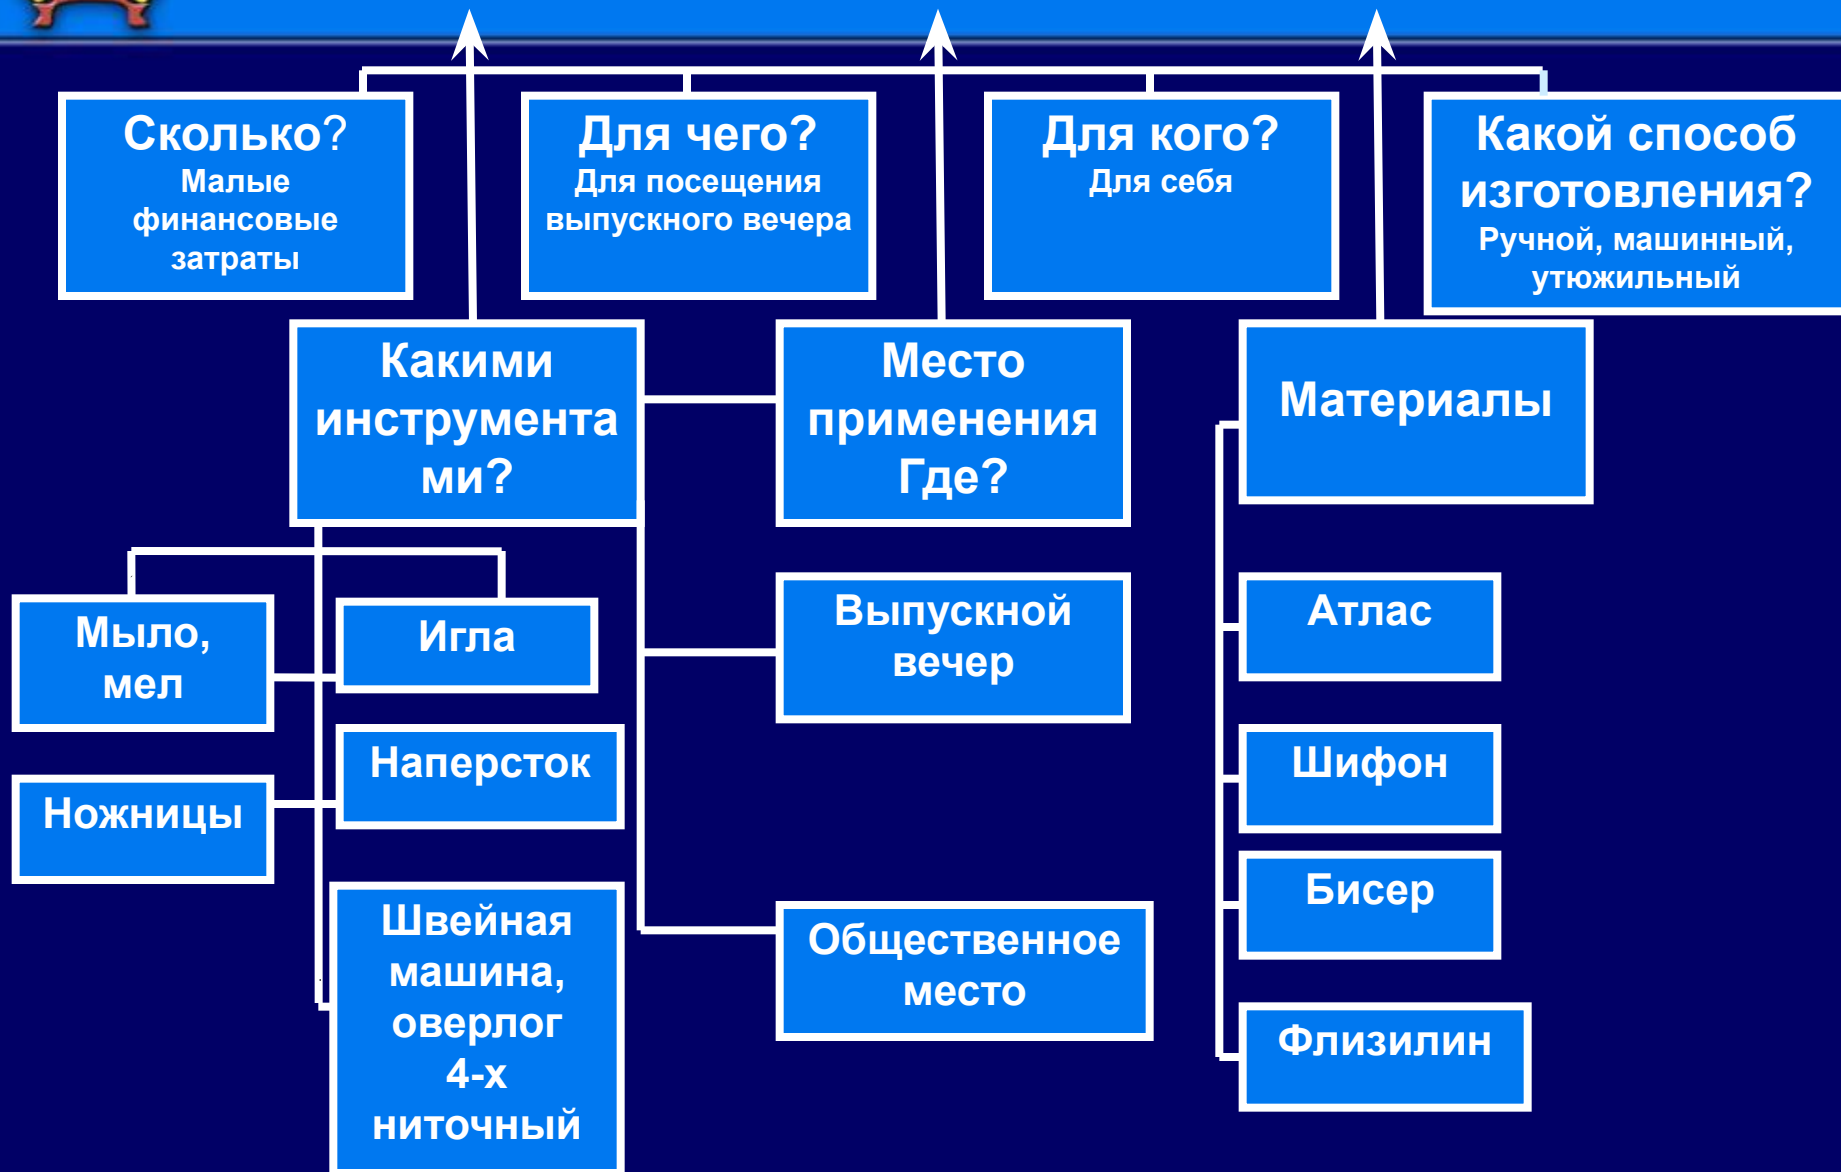 Сколько?
Малые
финансовые
затраты
Для чего?
Для посещения
выпускного вечера
Для кого?
Для себя
Какой способ
изготовления?
Ручной, машинный,
утюжильный
Какими
инструмента
ми?
Место
применения
Где?
Материалы
Мыло,
мел
Игла
Наперсток
Ножницы
Швейная
машина,
оверлог
4-х
ниточный
Выпускной
вечер
Общественное
место
Атлас
Шифон
Бисер
Флизилин